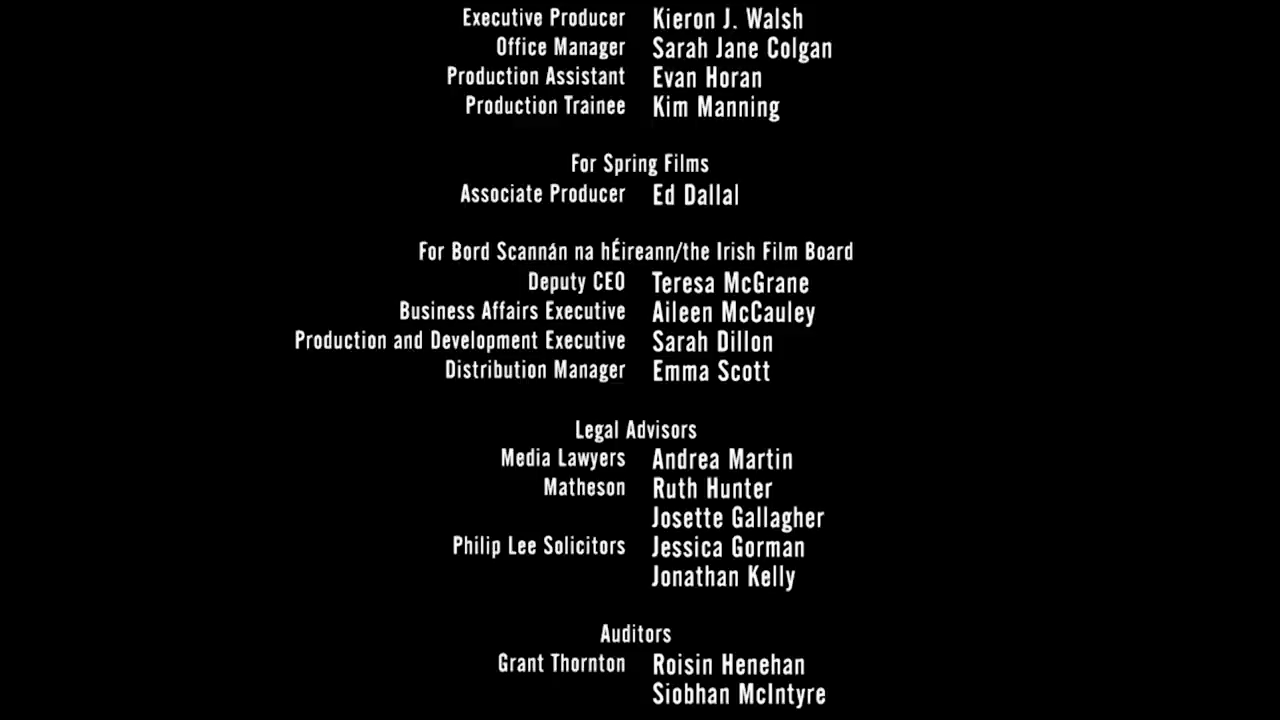 Executive Producer Kieron J. Walsh
Office Manager Sarah Jane Colgan
Production Assistant Evan Horan
Production Trainee Kim Manning
For Spring Films
Associate Producer Ed Dallal
For Bord Scannán na hÉireann/the Irish Film Board
Deputy CEO Teresa McGrane
Business Affairs Executive Aileen McCauley
Production and Development Executive Sarah Dillon
Distribution Manager Emma Scott
Legal Advisors
Media Lawyers Andrea Martin
Matheson Ruth Hunter
Josette Gallagher
Philip Lee Solicitors Jessica Gorman
Jonathan Kelly
Auditors
Grant Thornton Roisin Henehan
Siobhan McIntyre